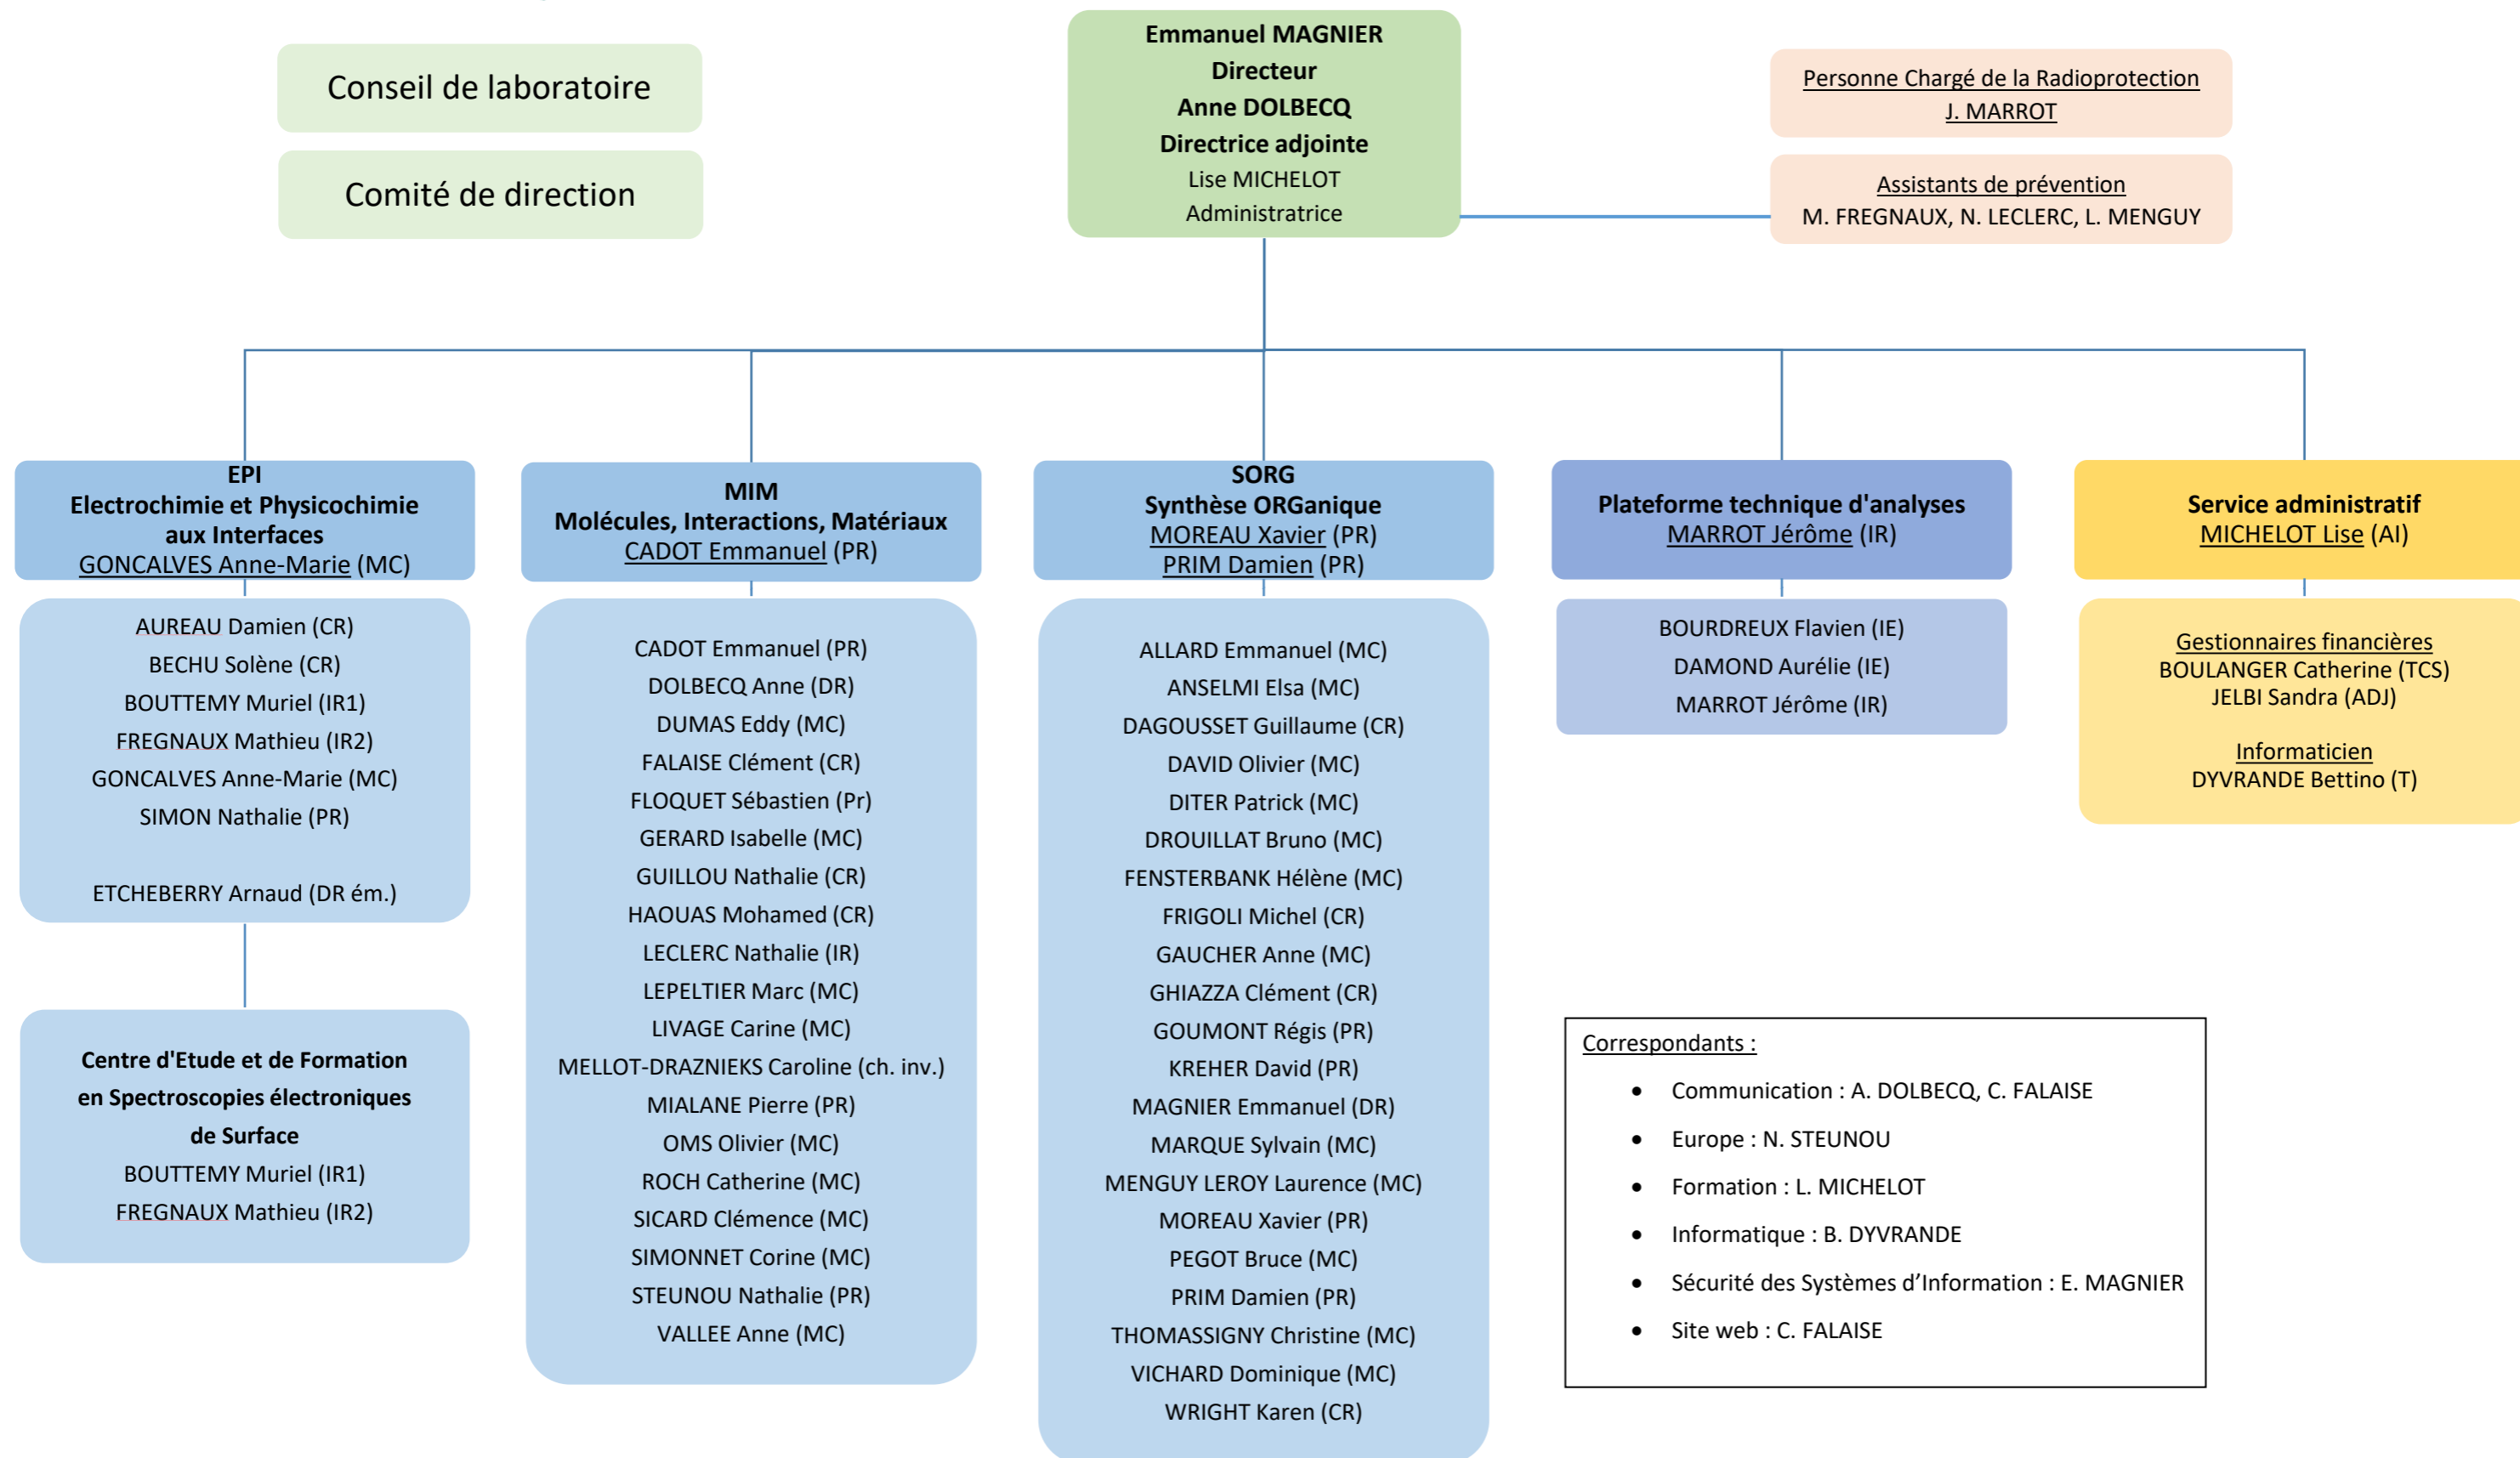 Conseil de laboratoire
Comité de direction
Emmanuel MAGNIER
Directeur
Anne DOLBECQ
Directrice adjointe
Lise MICHELOT
Administratrice
Personne Chargé de la Radioprotection
J. MARROT
Assistants de prévention
M. FREGNAUX, N. LECLERC, L. MENGUY
EPI
Electrochimie et Physicochimie
aux Interfaces
GONCALVES Anne-Marie (MC)
AUREAU Damien (CR)
BECHU Solène (CR)
BOUTTEMY Muriel (IR1)
FREGNAUX Mathieu (IR2)
GONCALVES Anne-Marie (MC)
SIMON Nathalie (PR)
ETCHEBERRY Arnaud (DR ém.)
Centre d'Etude et de Formation
en Spectroscopies électroniques
de Surface
BOUTTEMY Muriel (IR1)
FREGNAUX Mathieu (IR2)
MIM
Molécules, Interactions, Matériaux
CADOT Emmanuel (PR)
CADOT Emmanuel (PR)
DOLBECQ Anne (DR)
DUMAS Eddy (MC)
FALAISE Clément (CR)
FLOQUET Sébastien (Pr)
GERARD Isabelle (MC)
GUILLOU Nathalie (CR)
HAOUAS Mohamed (CR)
LECLERC Nathalie (IR)
LEPELTIER Marc (MC)
LIVAGE Carine (MC)
MELLOT-DRAZNIEKS Caroline (ch. inv.)
MIALANE Pierre (PR)
OMS Olivier (MC)
ROCH Catherine (MC)
SICARD Clémence (MC)
SIMONNET Corine (MC)
STEUNOU Nathalie (PR)
VALLEE Anne (MC)
SORG
Synthèse ORGanique
MOREAU Xavier (PR)
PRIM Damien (PR)
ALLARD Emmanuel (MC)
ANSELMI Elsa (MC)
DAGOUSSET Guillaume (CR)
DAVID Olivier (MC)
DITER Patrick (MC)
DROUILLAT Bruno (MC)
FENSTERBANK Hélène (MC)
FRIGOLI Michel (CR)
GAUCHER Anne (MC)
GHIAZZA Clément (CR)
GOUMONT Régis (PR)
KREHER David (PR)
MAGNIER Emmanuel (DR)
MARQUE Sylvain (MC)
MENGUY LEROY Laurence (MC)
MOREAU Xavier (PR)
PEGOT Bruce (MC)
PRIM Damien (PR)
THOMASSIGNY Christine (MC)
VICHARD Dominique (MC)
WRIGHT Karen (CR)
Plateforme technique d'analyses
MARROT Jérôme (IR)
BOURDREUX Flavien (IE)
DAMOND Aurélie (IE)
MARROT Jérôme (IR)
Service administratif
MICHELOT Lise (AI)
Gestionnaires financières
BOULANGER Catherine (TCS)
JELBI Sandra (ADJ)
Informaticien
DYVRANDE Bettino (T)
Correspondants :
• Communication : A. DOLBECQ, C. FALAISE
• Europe : N. STEUNOU
• Formation : L. MICHELOT
• Informatique : B. DYVRANDE
• Sécurité des Systèmes d’Information : E. MAGNIER
• Site web : C. FALAISE